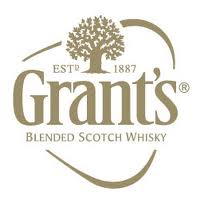 ESTD 1887
Grant's®
BLENDED SCOTCH WHISKY